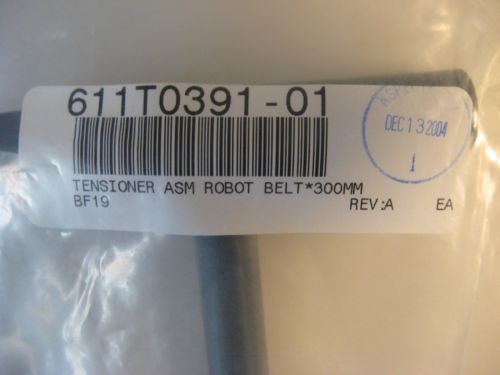 611T0391-01
TENSIONER ASM ROBOT BELT*300MM
BF19 REV:A EA
DEC 13 2004
1